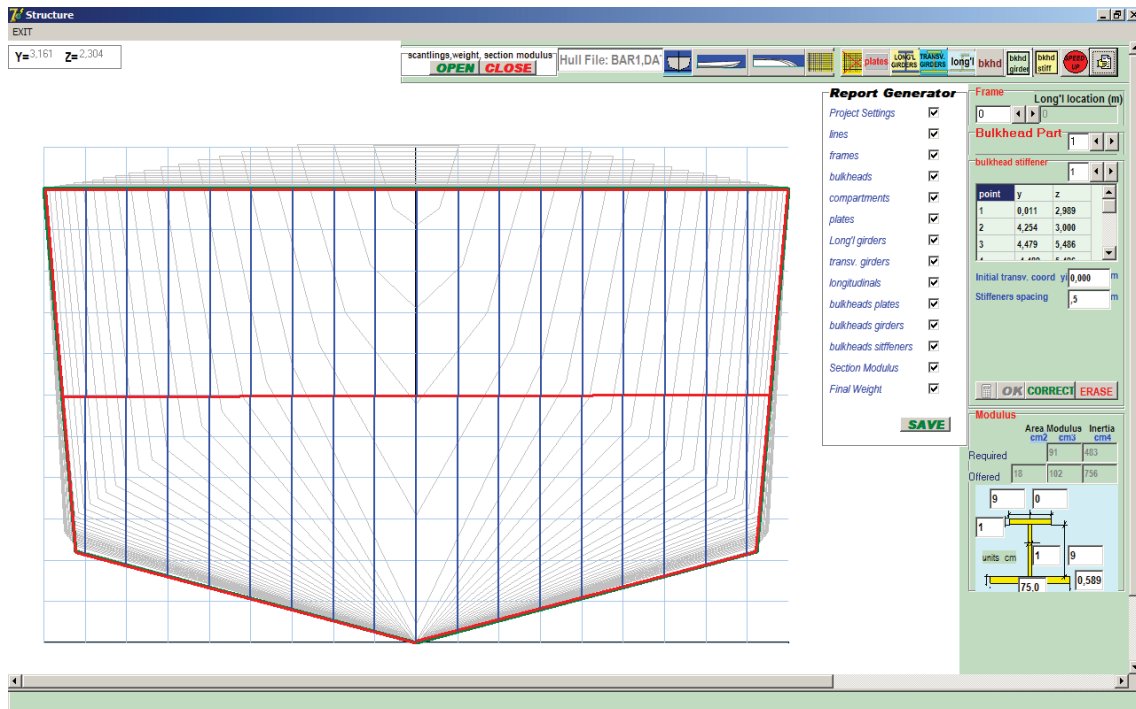 Structure
EXIT
Y=3,161 Z=2,304
scantlings,weight, section modulus
OPEN CLOSE
Hull File: BAR1,DA
plates
LONG'L GIRDERS
TRANSV. GIRDERS
long'l
bkhd
bkhd girder
bkhd stiff
SPEED UP
Report Generator
Project Settings
lines
frames
bulkheads
compartments
plates
Long'l girders
transv. girders
longitudinals
bulkheads plates
bulkheads girders
bulkheads stiffeners
Section Modulus
Final Weight
SAVE
Frame
Long'l location (m)
0 0
Bulkhead Part 1
bulkhead stiffener
1
point y z
1 0,011 2,989
2 4,254 3,000
3 4,479 5,486
Initial transv. coord yi 0,000 m
Stiffeners spacing ,5 m
OK CORRECT ERASE
Modulus
Area Modulus Inertia
cm2 cm3 cm4
Required 91 483
Offered 18 102 756
9 0
1
units cm 1 9
75,0 0,589